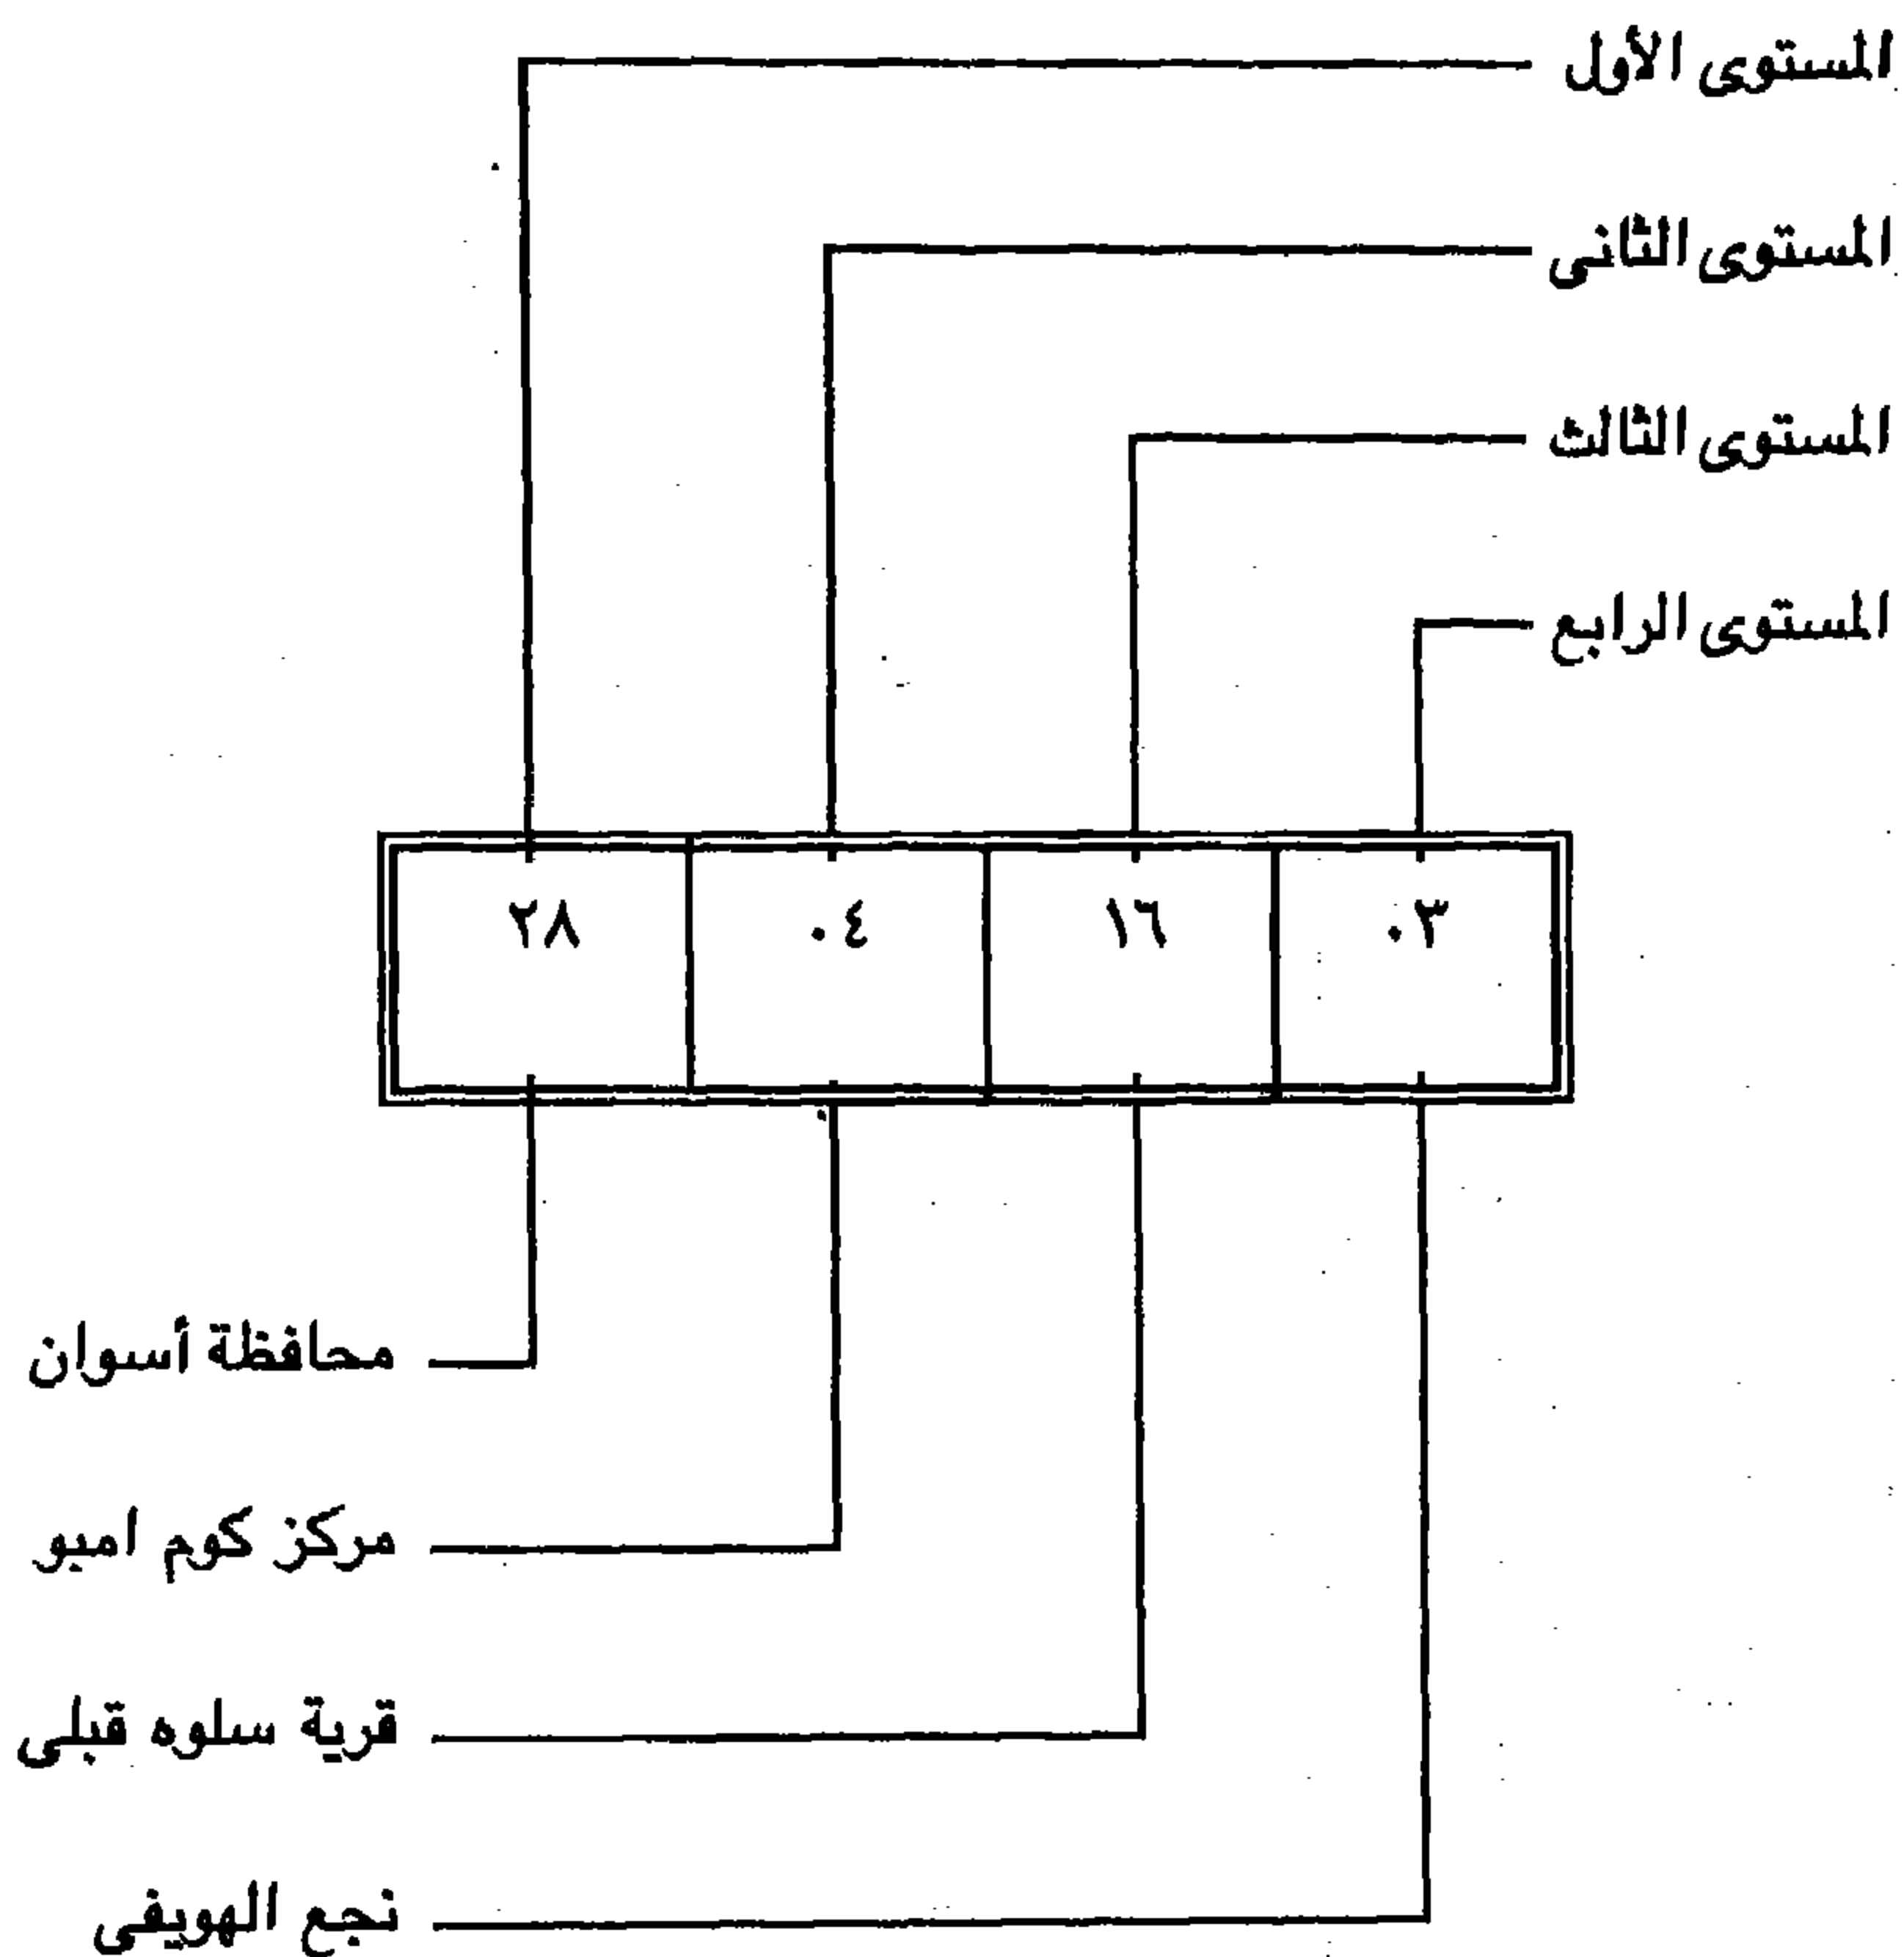 المستوى الأول
المستوى الثانى
المستوى الثالث
المستوى الرابع
٢٨ ٠٤ ١٦ ٠٣
محافظة أسوان
مركز كوم امبو
قرية سلوه قبلى
نجع الهويفى